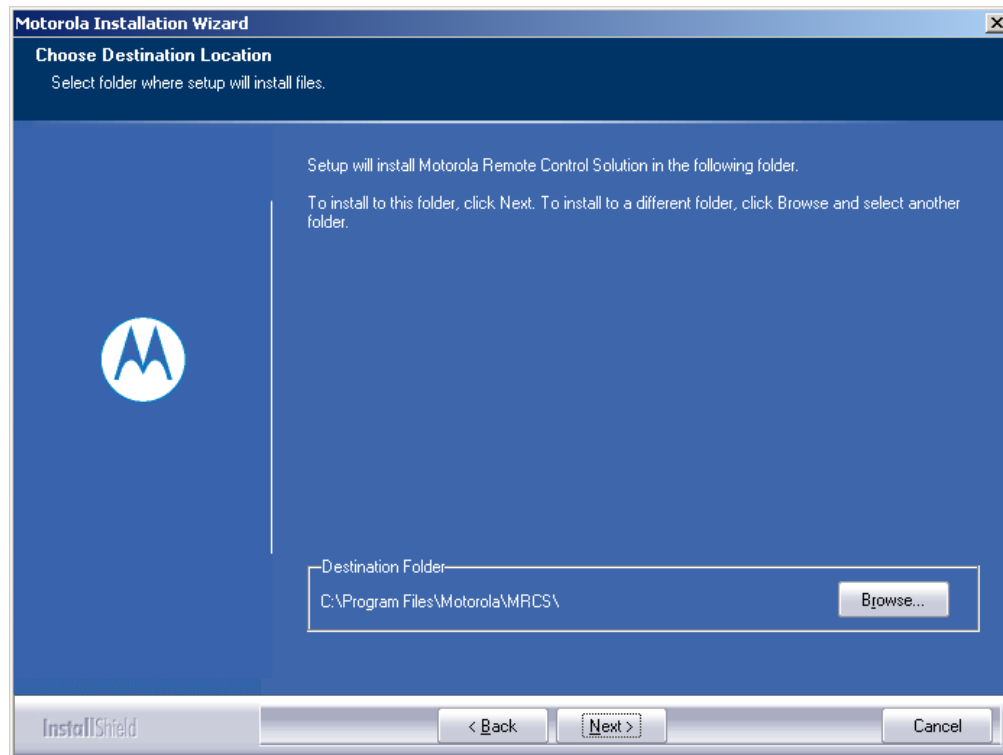 Motorola Installation Wizard
Choose Destination Location
Select folder where setup will install files.
Setup will install Motorola Remote Control Solution in the following folder.
To install to this folder, click Next. To install to a different folder, click Browse and select another
folder.
Destination Folder
C:\Program Files\Motorola\MRCS\
Browse...
InstallShield
< Back
Next >
Cancel